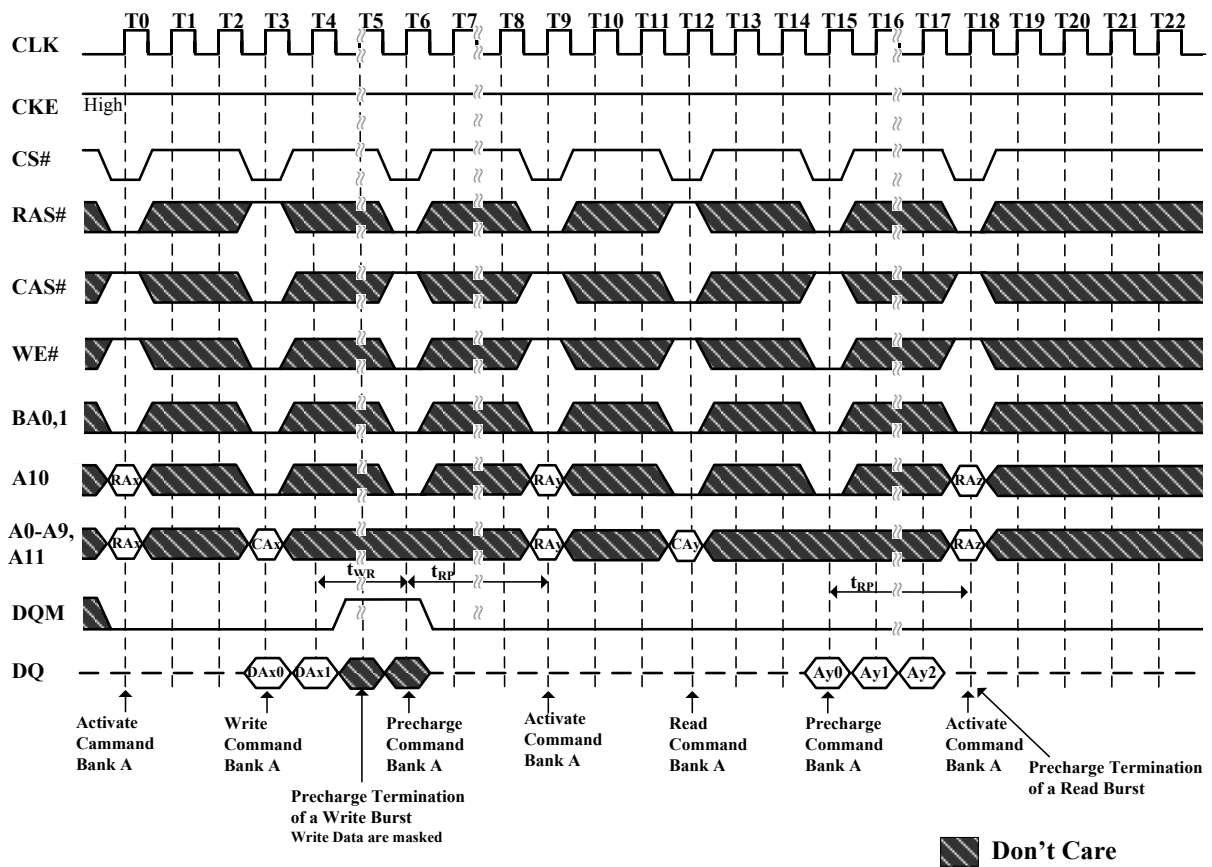 T0 T1 T2 T3 T4 T5 T6 T7 T8 T9 T10 T11 T12 T13 T14 T15 T16 T17 T18 T19 T20 T21 T22
CLK
CKE High
CS#
RAS#
CAS#
WE#
BA0,1
A10 RAx RAy RAz
A0-A9,
A11 RAx CAx RAy CAy RAz
tWR tRP tRP
DQM
DQ DAx0 DAx1 Ay0 Ay1 Ay2
Activate
Cammand
Bank A
Write
Command
Bank A
Precharge Termination
of a Write Burst
Write Data are masked
Precharge
Command
Bank A
Activate
Command
Bank A
Read
Command
Bank A
Precharge
Command
Bank A
Activate
Command
Bank A
Precharge Termination
of a Read Burst
Don't Care